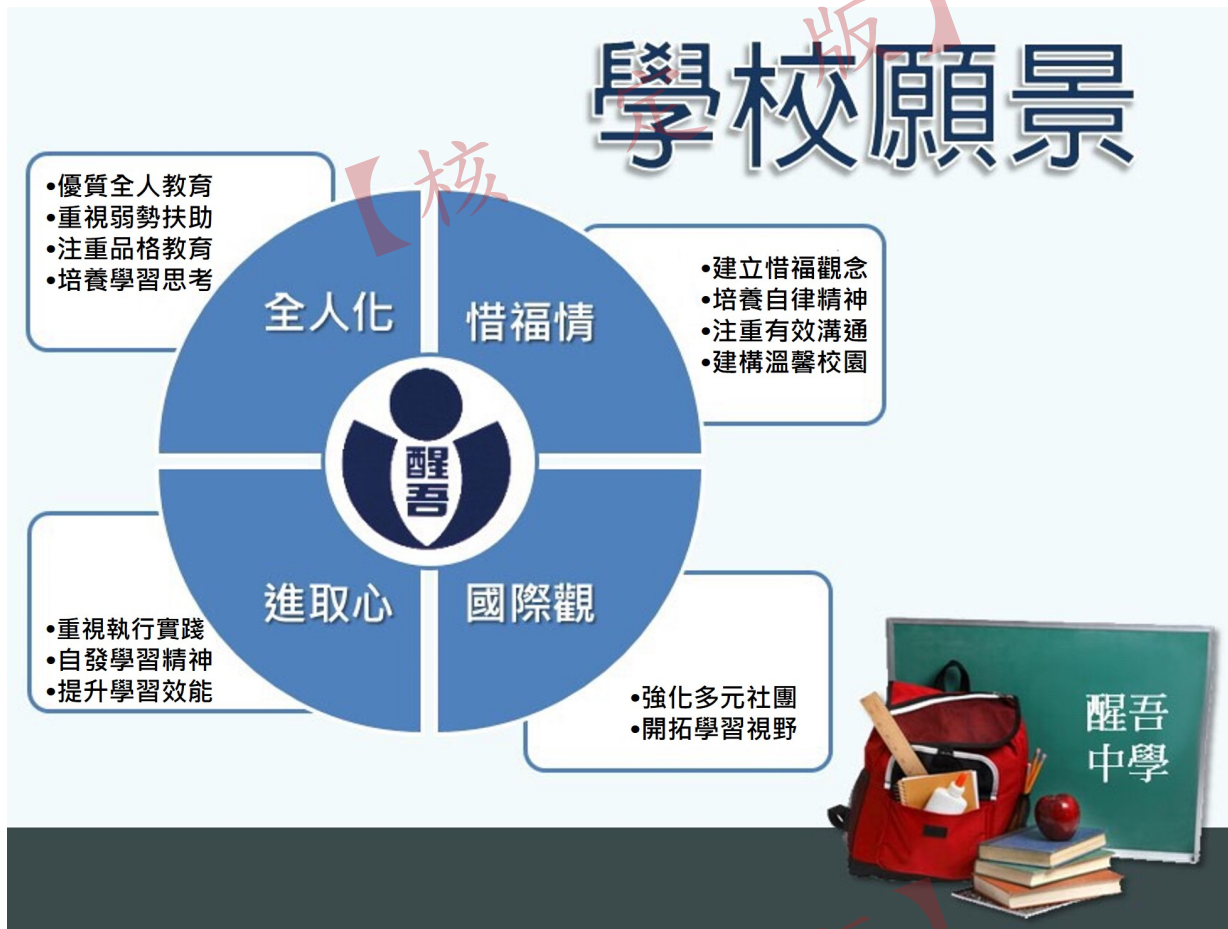 學校願景
【核定版】
•優質全人教育
•重視弱勢扶助
•注重品格教育
•培養學習思考
全人化
惜福情
•建立惜福觀念
•培養自律精神
•注重有效溝通
•建構溫馨校園
醒吾
進取心
國際觀
•重視執行實踐
•自發學習精神
•提升學習效能
•強化多元社團
•開拓學習視野
醒吾
中學